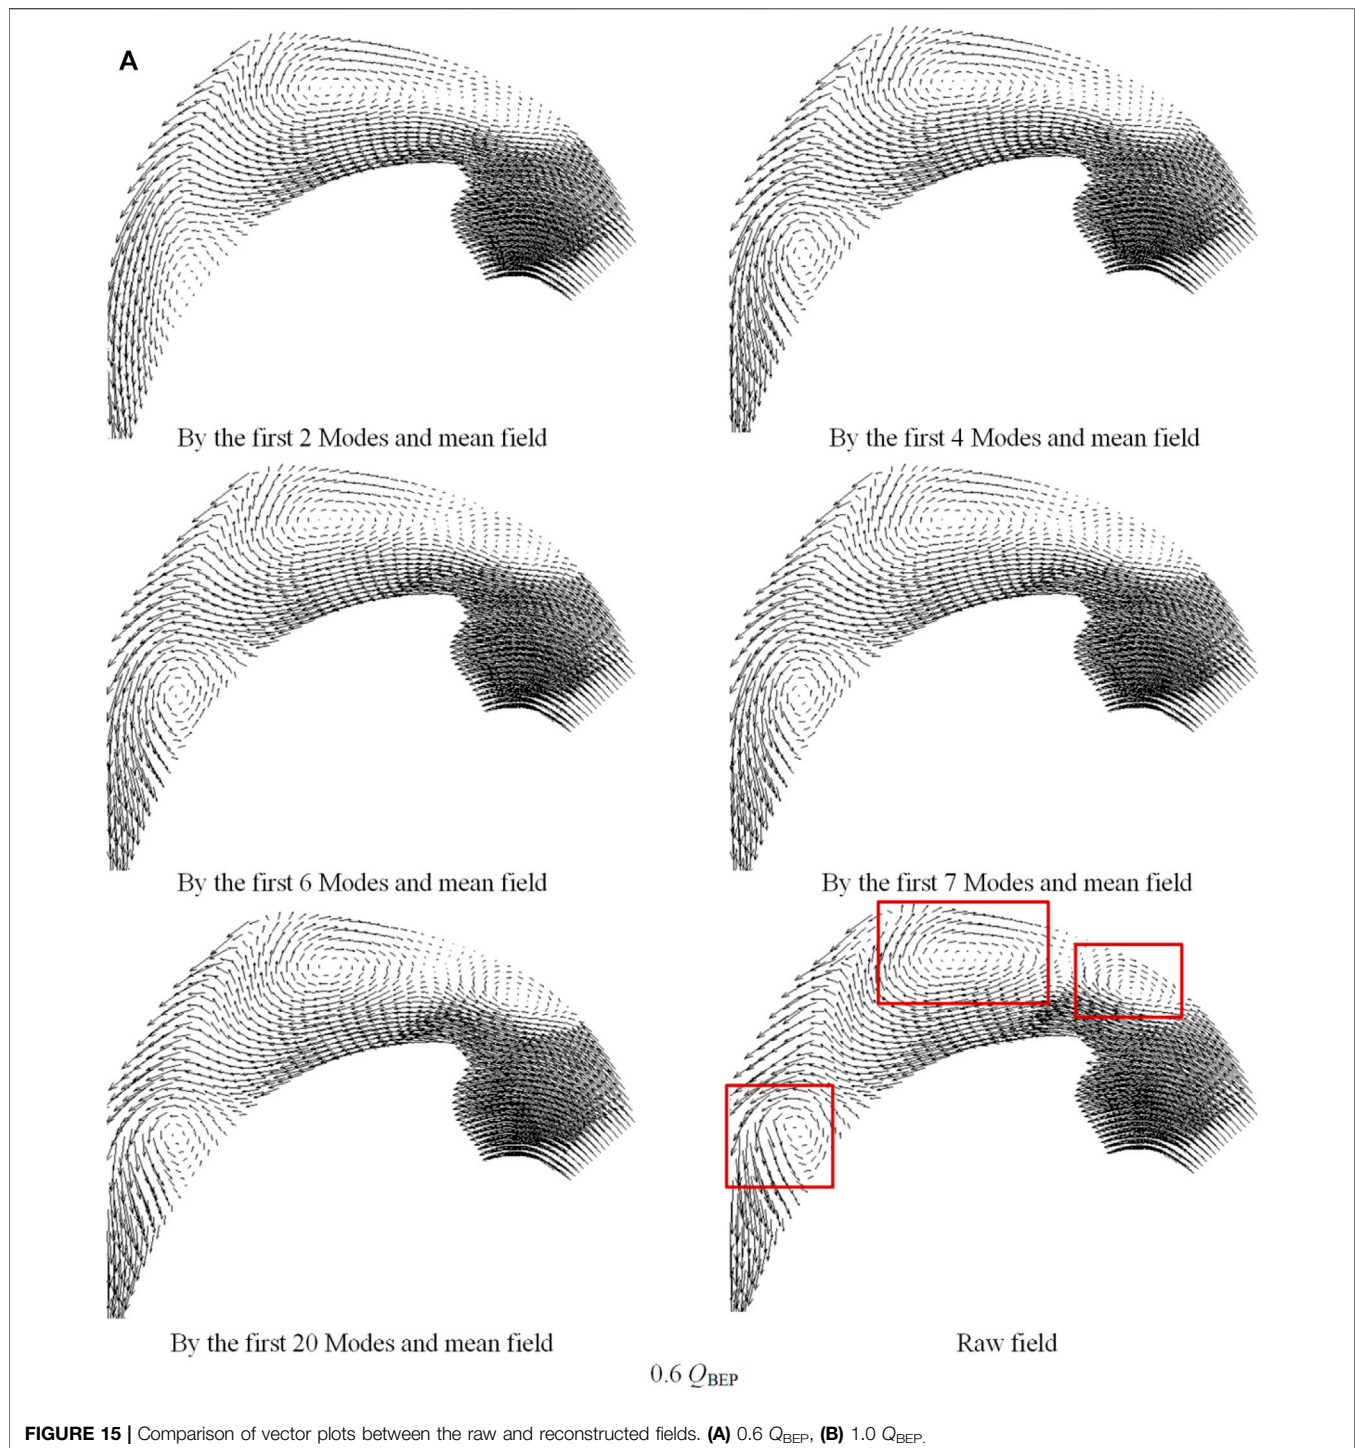 A
By the first 2 Modes and mean field
By the first 4 Modes and mean field
By the first 6 Modes and mean field
By the first 7 Modes and mean field
By the first 20 Modes and mean field
Raw field
0.6 Q_BEP
FIGURE 15 | Comparison of vector plots between the raw and reconstructed fields. (A) 0.6 Q_BEP, (B) 1.0 Q_BEP.